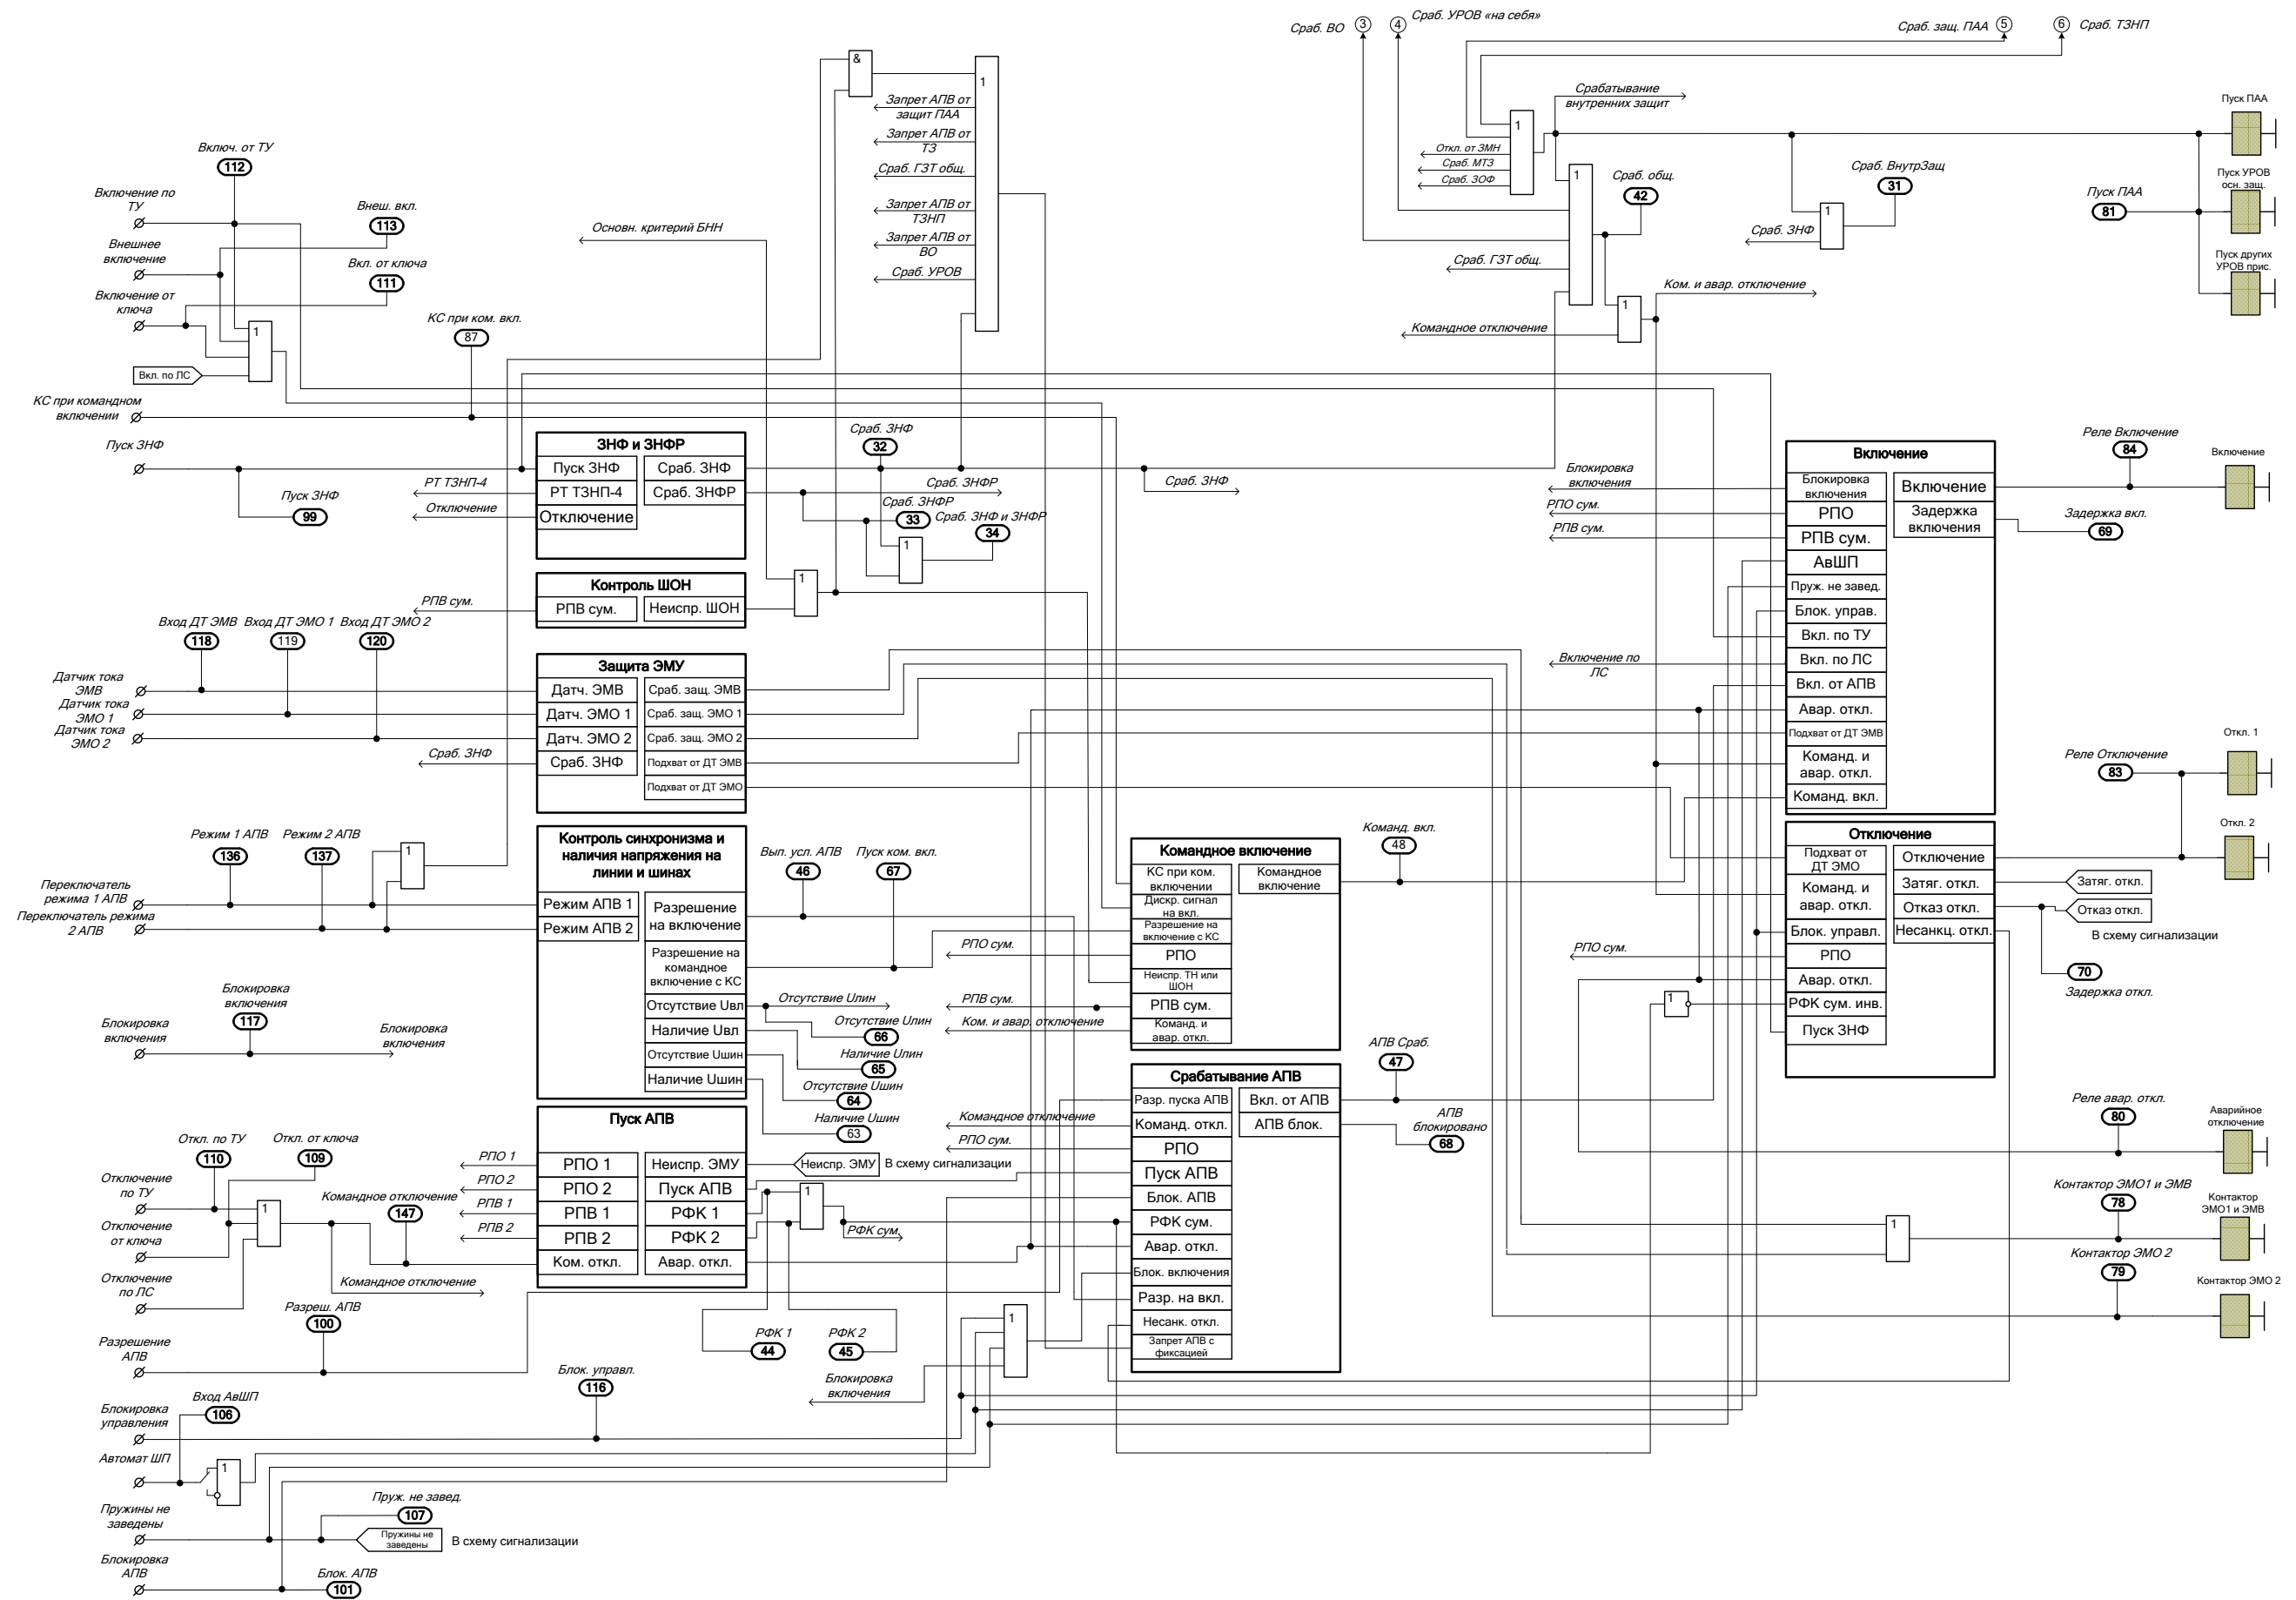 Сраб. ВО
3
4
Сраб. УРОВ «на себя»
Сраб. защ. ПАА
5
6
Сраб. ТЗНП
&
1
Запрет АПВ от
защит ПАА
Запрет АПВ от
ТЗ
Сраб. ГЗТ общ.
Запрет АПВ от
ТЗНП
Запрет АПВ от
ВО
Сраб. УРОВ
Срабатывание
внутренних защит
1
Откл. от ЗМН
Сраб. МТЗ
Сраб. ЗОФ
1
Сраб. общ.
42
Сраб. ГЗТ общ.
1
Командное отключение
Ком. и авар. отключение
Сраб. ВнутрЗащ
31
1
Сраб. ЗНФ
Пуск ПАА
81
Пуск ПАА
Пуск УРОВ
осн. защ.
Пуск других
УРОВ прис.
Включ. от ТУ
112
Включение по
ТУ
Внеш. вкл.
113
Внешнее
включение
Вкл. от ключа
111
Включение от
ключа
1
Вкл. по ЛС
КС при ком. вкл.
87
Основн. критерий БНН
КС при командном
включении
Пуск ЗНФ
Пуск ЗНФ
99
ЗНФ и ЗНФР
Пуск ЗНФ
Сраб. ЗНФ
РТ ТЗНП-4
Сраб. ЗНФР
Отключение
РТ ТЗНП-4
Отключение
Сраб. ЗНФ
32
Сраб. ЗНФР
Сраб. ЗНФР
33
Сраб. ЗНФ и ЗНФР
34
1
Сраб. ЗНФ
Контроль ШОН
РПВ сум.
Неиспр. ШОН
РПВ сум.
1
Вход ДТ ЭМВ
118
Вход ДТ ЭМО 1
119
Вход ДТ ЭМО 2
120
Датчик тока
ЭМВ
Датчик тока
ЭМО 1
Датчик тока
ЭМО 2
Сраб. ЗНФ
Защита ЭМУ
Датч. ЭМВ
Сраб. защ. ЭМВ
Датч. ЭМО 1
Сраб. защ. ЭМО 1
Датч. ЭМО 2
Сраб. защ. ЭМО 2
Сраб. ЗНФ
Подхват от ДТ ЭМВ
Подхват от ДТ ЭМО
Блокировка
включения
РПО сум.
РПВ сум.
Включение по
ЛС
Включение
Блокировка
включения
Включение
РПО
Задержка
включения
РПВ сум.
АвШП
Пруж. не завед.
Блок. управ.
Вкл. по ТУ
Вкл. по ЛС
Вкл. от АПВ
Авар. откл.
Подхват от ДТ ЭМВ
Команд. и
авар. откл.
Команд. вкл.
Реле Включение
84
Включение
Задержка вкл.
69
Откл. 1
Реле Отключение
83
Откл. 2
Режим 1 АПВ
136
Режим 2 АПВ
137
1
Переключатель
режима 1 АПВ
Переключатель режима
2 АПВ
Контроль синхронизма и
наличия напряжения на
линии и шинах
Режим АПВ 1
Режим АПВ 2
Разрешение
на включение
Разрешение на
командное
включение с КС
Отсутствие Uвл
Наличие Uвл
Отсутствие Uшин
Наличие Uшин
Вып. усл. АПВ
46
Пуск ком. вкл.
67
Отсутствие Uлин
Отсутствие Uлин
66
Наличие Uлин
65
Отсутствие Uшин
64
Наличие Uшин
63
Командное включение
КС при ком.
включении
Командное
включение
Дискр. сигнал
на вкл.
Разрешение на
включение с КС
РПО
Неиспр. ТН или
ШОН
РПВ сум.
Команд. и
авар. откл.
РПО сум.
РПВ сум.
Ком. и авар. отключение
Команд. вкл.
48
Отключение
Подхват от
ДТ ЭМО
Отключение
Команд. и
авар. откл.
Затяг. откл.
Отказ откл.
Блок. управл.
Несанкц. откл.
РПО
Авар. откл.
РФК сум. инв.
Пуск ЗНФ
РПО сум.
1
Затяг. откл.
Отказ откл.
В схему сигнализации
70
Задержка откл.
Блокировка
включения
117
Блокировка
включения
Блокировка
включения
Пуск АПВ
РПО 1
Неиспр. ЭМУ
РПО 2
Пуск АПВ
РПВ 1
РФК 1
РПВ 2
РФК 2
Ком. откл.
Авар. откл.
РПО 1
РПО 2
РПВ 1
РПВ 2
Неиспр. ЭМУ
В схему сигнализации
1
РФК сум.
Срабатывание АПВ
Разр. пуска АПВ
Вкл. от АПВ
Команд. откл.
АПВ блок.
РПО
Пуск АПВ
Блок. АПВ
РФК сум.
Авар. откл.
Блок. включения
Разр. на вкл.
Несанк. откл.
Запрет АПВ с
фиксацией
Командное отключение
РПО сум.
АПВ Сраб.
47
АПВ
блокировано
68
Реле авар. откл.
80
Аварийное
отключение
Контактор ЭМО1 и ЭМВ
78
Контактор
ЭМО1 и ЭМВ
1
Контактор ЭМО 2
79
Контактор ЭМО 2
Откл. по ТУ
110
Откл. от ключа
109
Отключение
по ТУ
Отключение
от ключа
Отключение
по ЛС
1
Командное отключение
147
Командное отключение
Разреш. АПВ
100
Разрешение
АПВ
РФК 1
44
РФК 2
45
1
Блокировка
включения
Блок. управл.
116
Вход АвШП
106
Блокировка
управления
Автомат ШП
1
Пружины не
заведены
Пруж. не завед.
107
Пружины не
заведены
В схему сигнализации
Блокировка
АПВ
Блок. АПВ
101